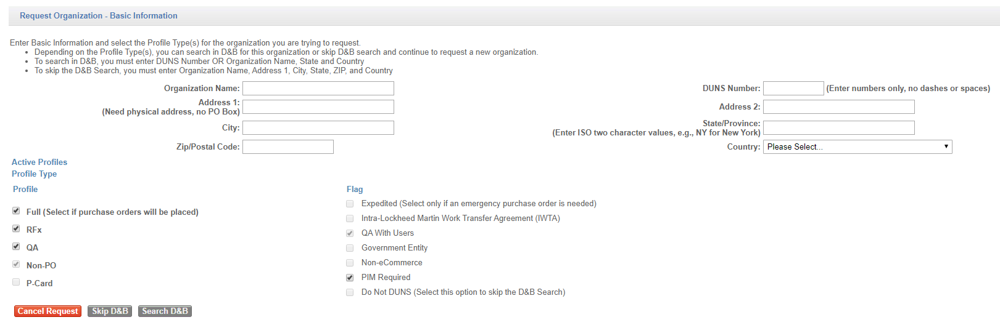 Request Organization - Basic Information
Enter Basic Information and select the Profile Type(s) for the organization you are trying to request.
• Depending on the Profile Type(s), you can search in D&B for this organization or skip D&B search and continue to request a new organization.
• To search in D&B, you must enter DUNS Number OR Organization Name, State and Country
• To skip the D&B Search, you must enter Organization Name, Address 1, City, State, ZIP, and Country
Organization Name: DUNS Number: (Enter numbers only, no dashes or spaces)
Address 1:
(Need physical address, no PO Box) Address 2:
City: State/Province:
(Enter ISO two character values, e.g., NY for New York)
Zip/Postal Code: Country: Please Select...
Active Profiles
Profile Type
Profile
Full (Select if purchase orders will be placed)
RFx
QA
Non-PO
P-Card
Flag
Expedited (Select only if an emergency purchase order is needed)
Intra-Lockheed Martin Work Transfer Agreement (IWTA)
QA With Users
Government Entity
Non-eCommerce
PIM Required
Do Not DUNS (Select this option to skip the D&B Search)
Cancel Request Skip D&B Search D&B